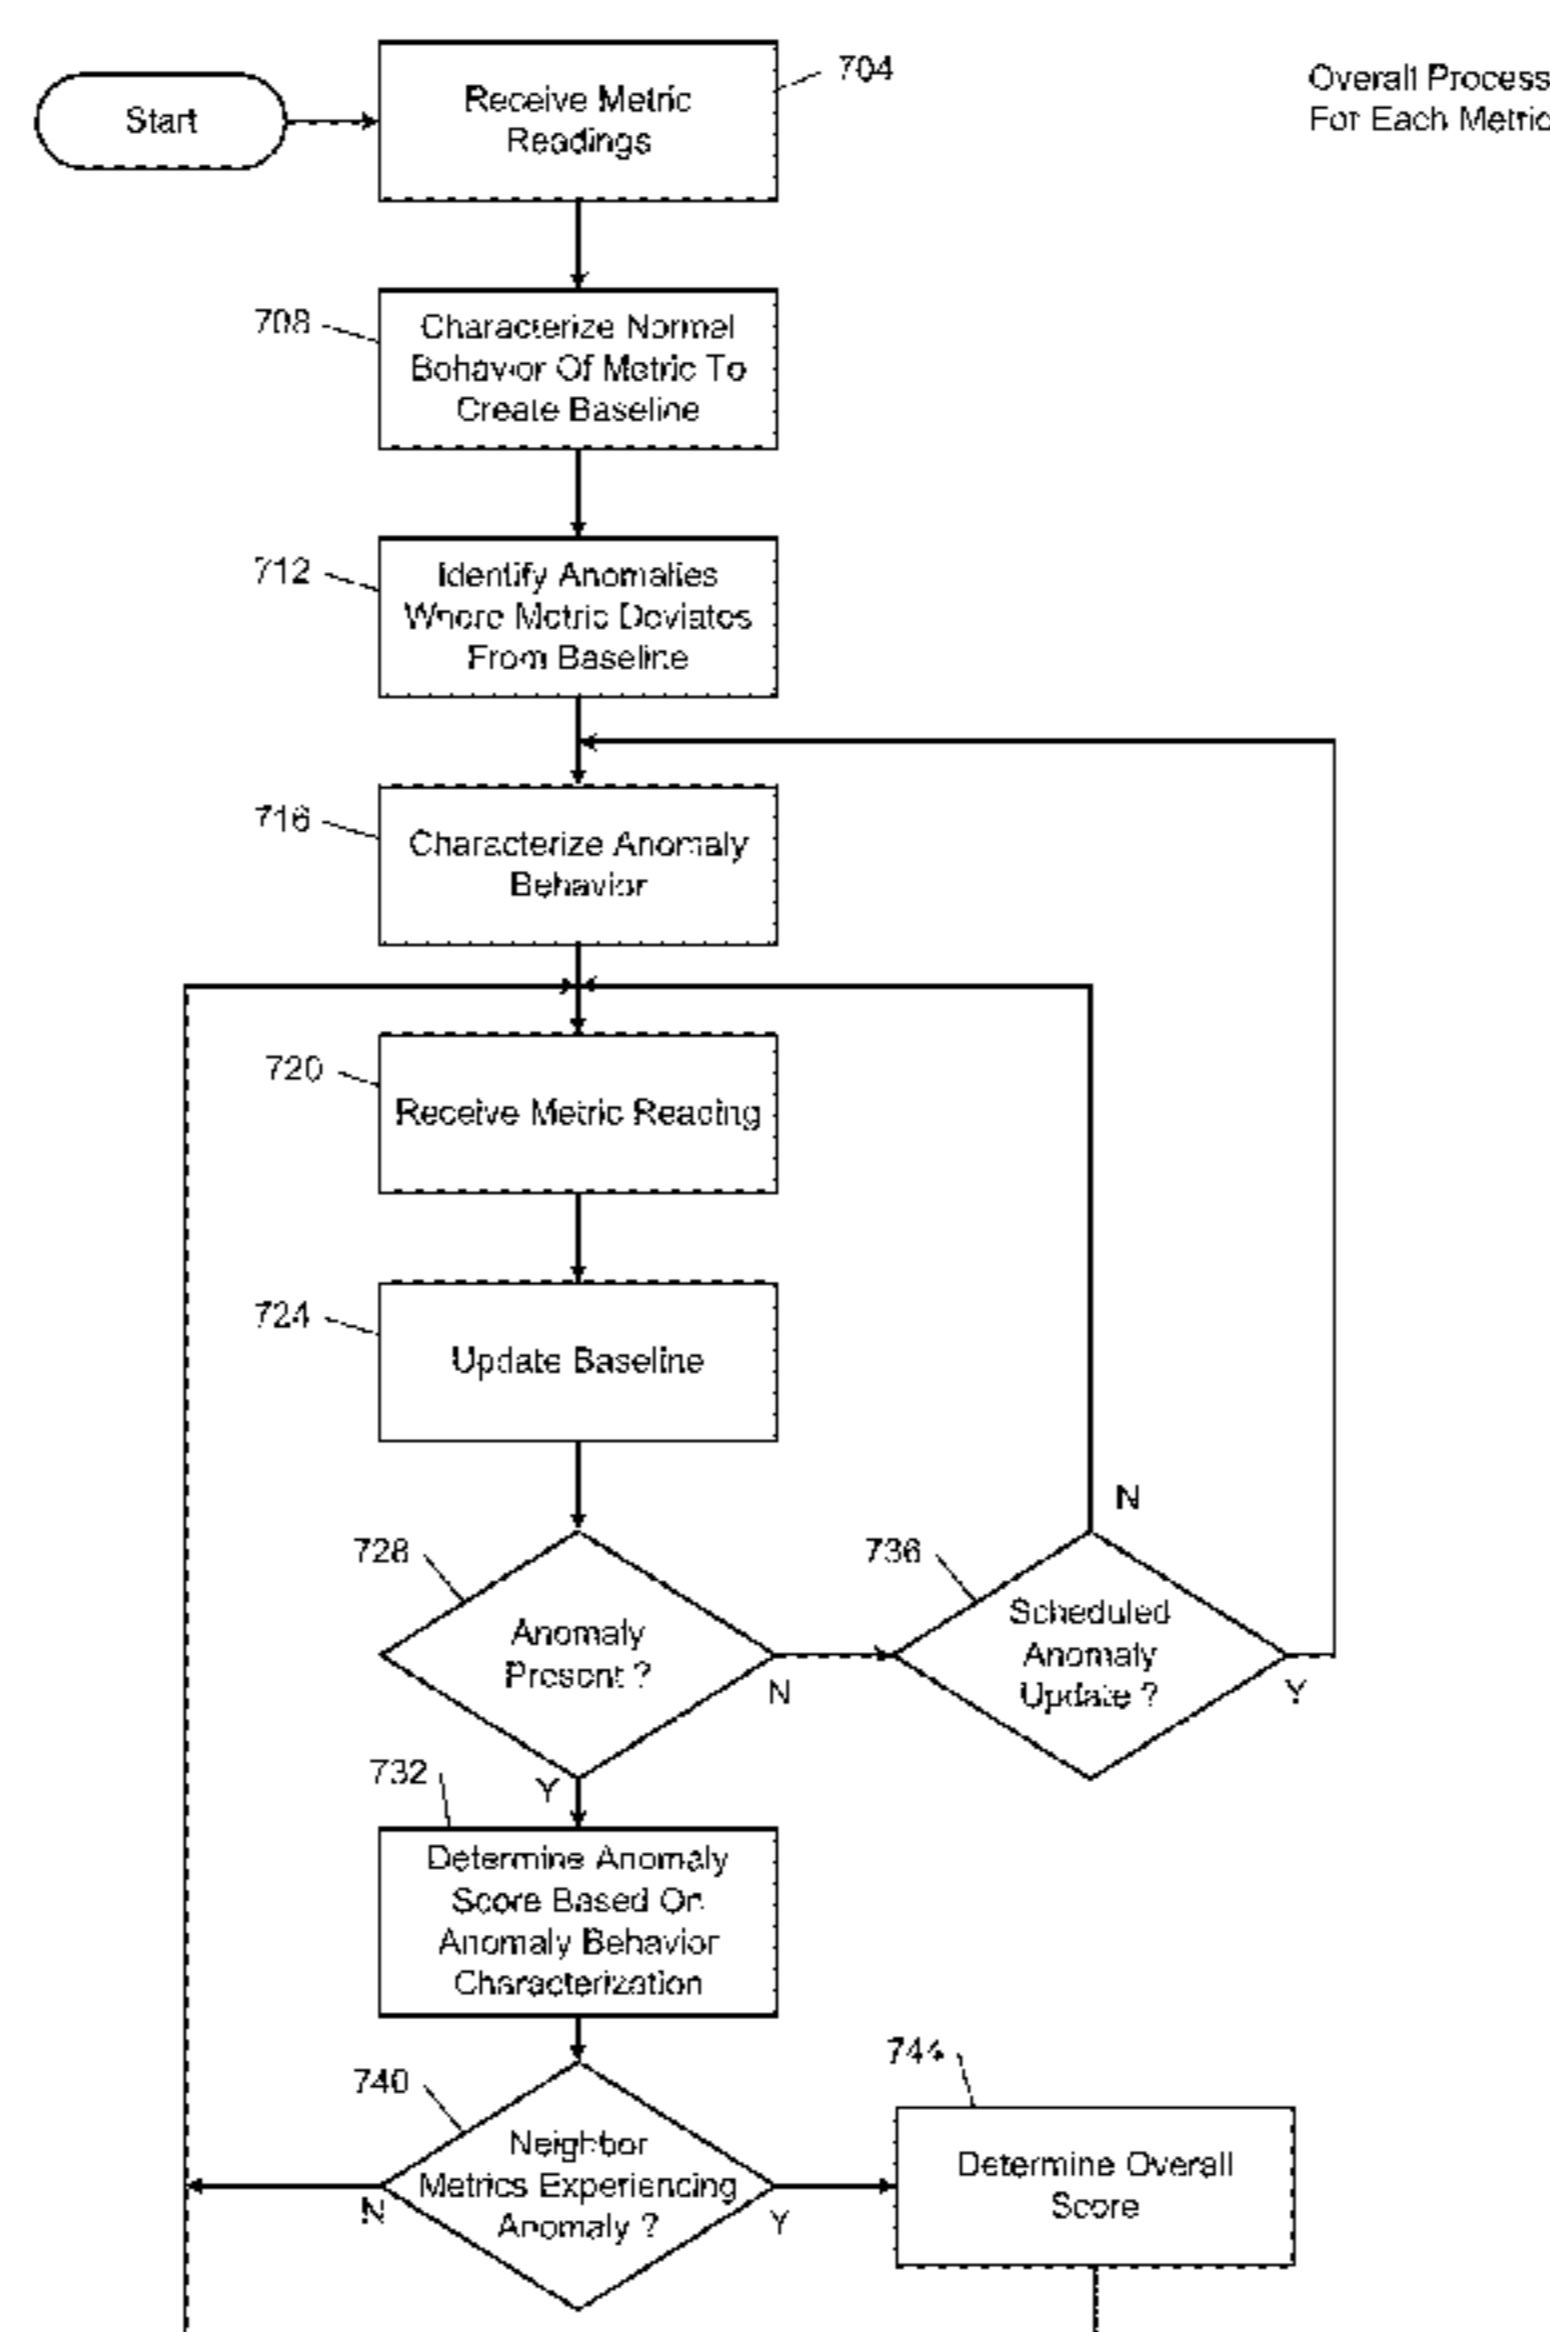 Start
Receive Metric
Readings
704
Overall Process
For Each Metric
708
Characterize Normal
Behavior Of Metric To
Create Baseline
712
Identify Anomalies
Where Metric Deviates
From Baseline
716
Characterize Anomaly
Behavior
720
Receive Metric Reading
724
Update Baseline
N
728
Anomaly
Present ?
N
736
Scheduled
Anomaly
Update ?
Y
732
Y
Determine Anomaly
Score Based On
Anomaly Behavior
Characterization
740
Neighbor
Metrics Experiencing
Anomaly ?
N
Y
744
Determine Overall
Score